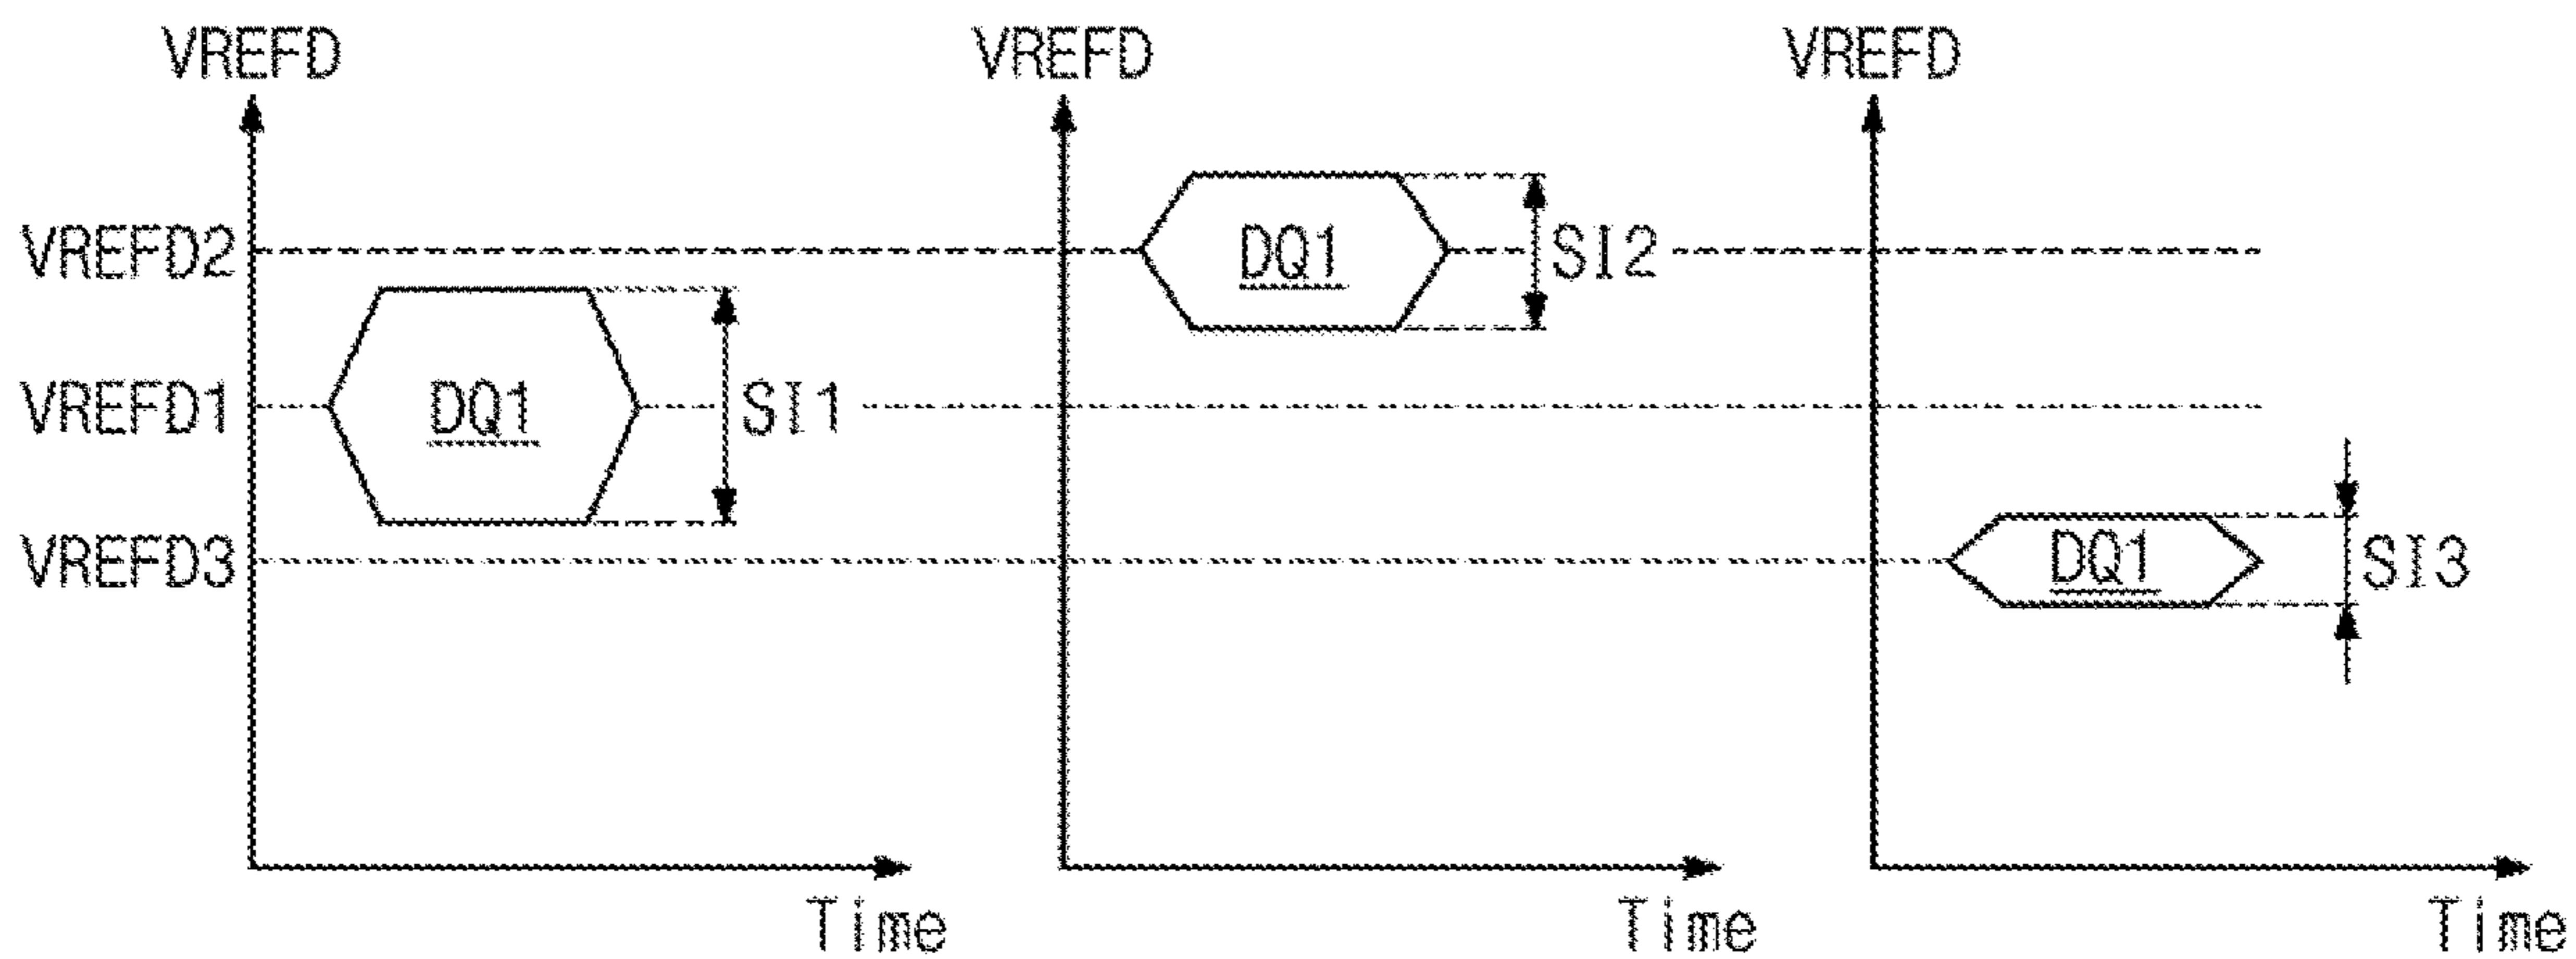 VREFD VREFD VREFD
VREFD2 DQ1 SI2
VREFD1 DQ1 SI1
VREFD3 DQ1 SI3
Time Time Time